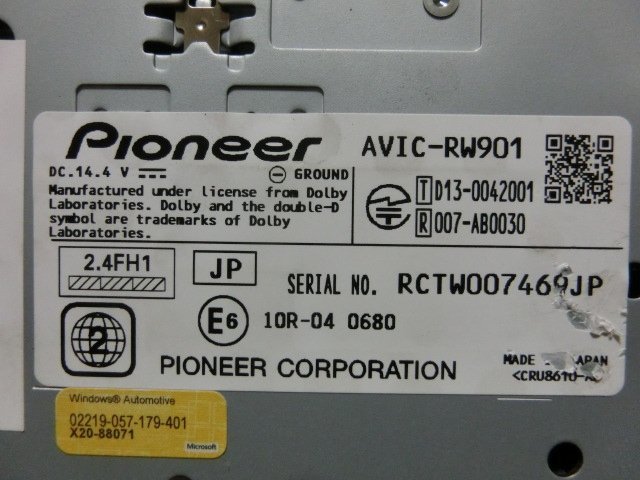 Pioneer AVIC-RW901
DC.14.4 V GROUND
Manufactured under license from Dolby
Laboratories. Dolby and the double-D
symbol are trademarks of Dolby
Laboratories.
T D13-0042001
R 007-AB0030
2.4FH1 JP
SERIAL NO. RCTW007469JP
2 E6 10R-04 0680
PIONEER CORPORATION
MADE JAPAN
Windows® Automotive
02219-057-179-401
X20-88071
Microsoft